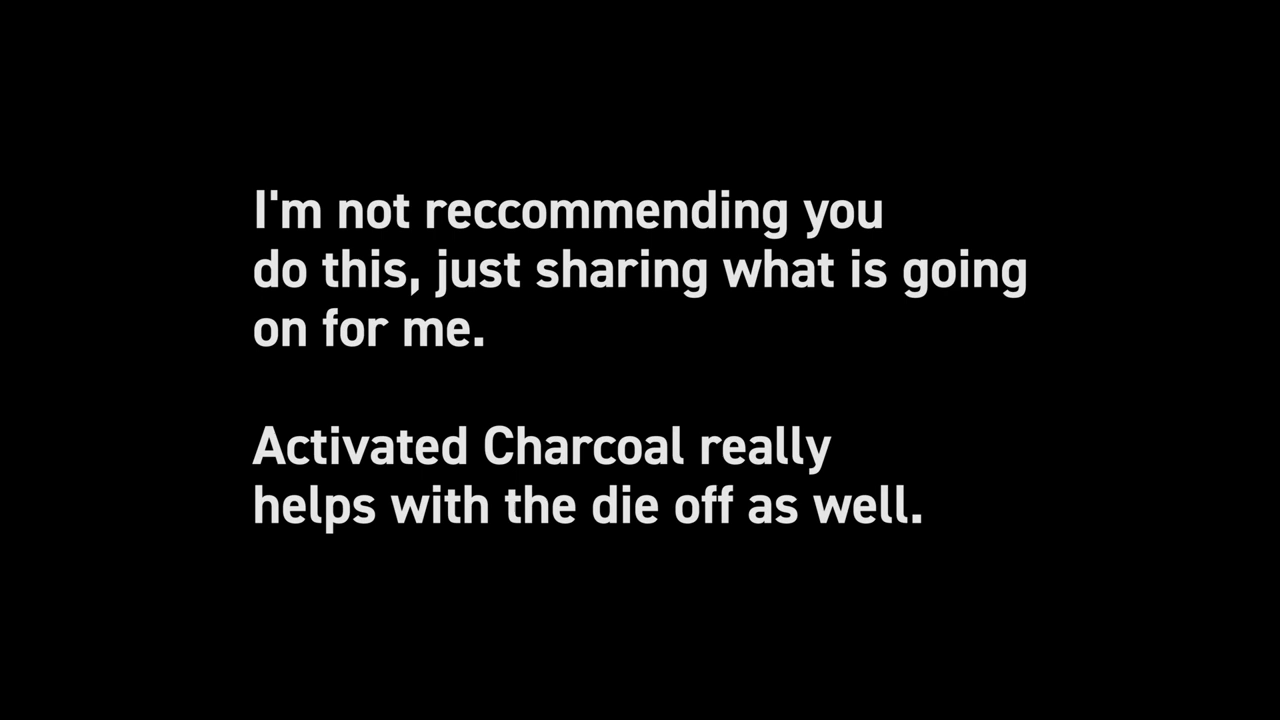 I'm not reccommending you
do this, just sharing what is going
on for me.
Activated Charcoal really
helps with the die off as well.